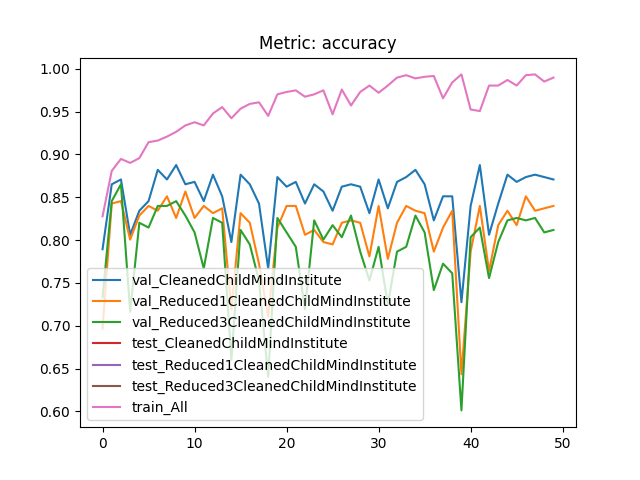 Metric: accuracy
1.00
0.95
0.90
0.85
0.80
0.75
0.70
0.65
0.60
val_CleanedChildMindInstitute
val_Reduced1CleanedChildMindInstitute
val_Reduced3CleanedChildMindInstitute
test_CleanedChildMindInstitute
test_Reduced1CleanedChildMindInstitute
test_Reduced3CleanedChildMindInstitute
train_All
0 10 20 30 40 50